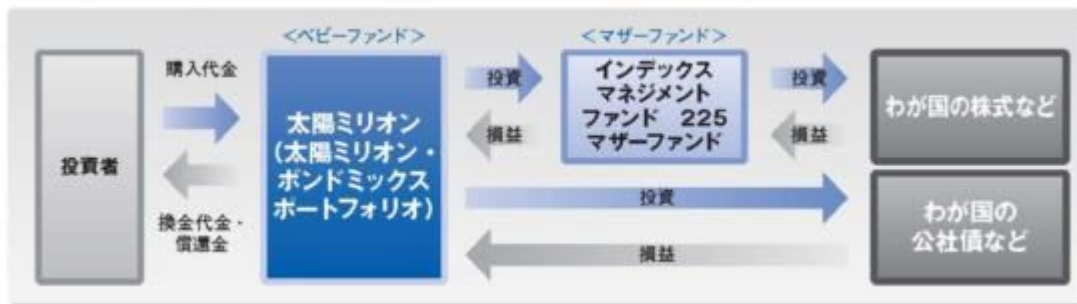 <ベビーファンド>
<マザーファンド>
投資者
購入代金
換金代金・
償還金
太陽ミリオン
(太陽ミリオン・
ボンドミックス
ポートフォリオ)
投資
損益
インデックス
マネジメント
ファンド 225
マザーファンド
投資
損益
わが国の株式など
投資
損益
わが国の
公社債など